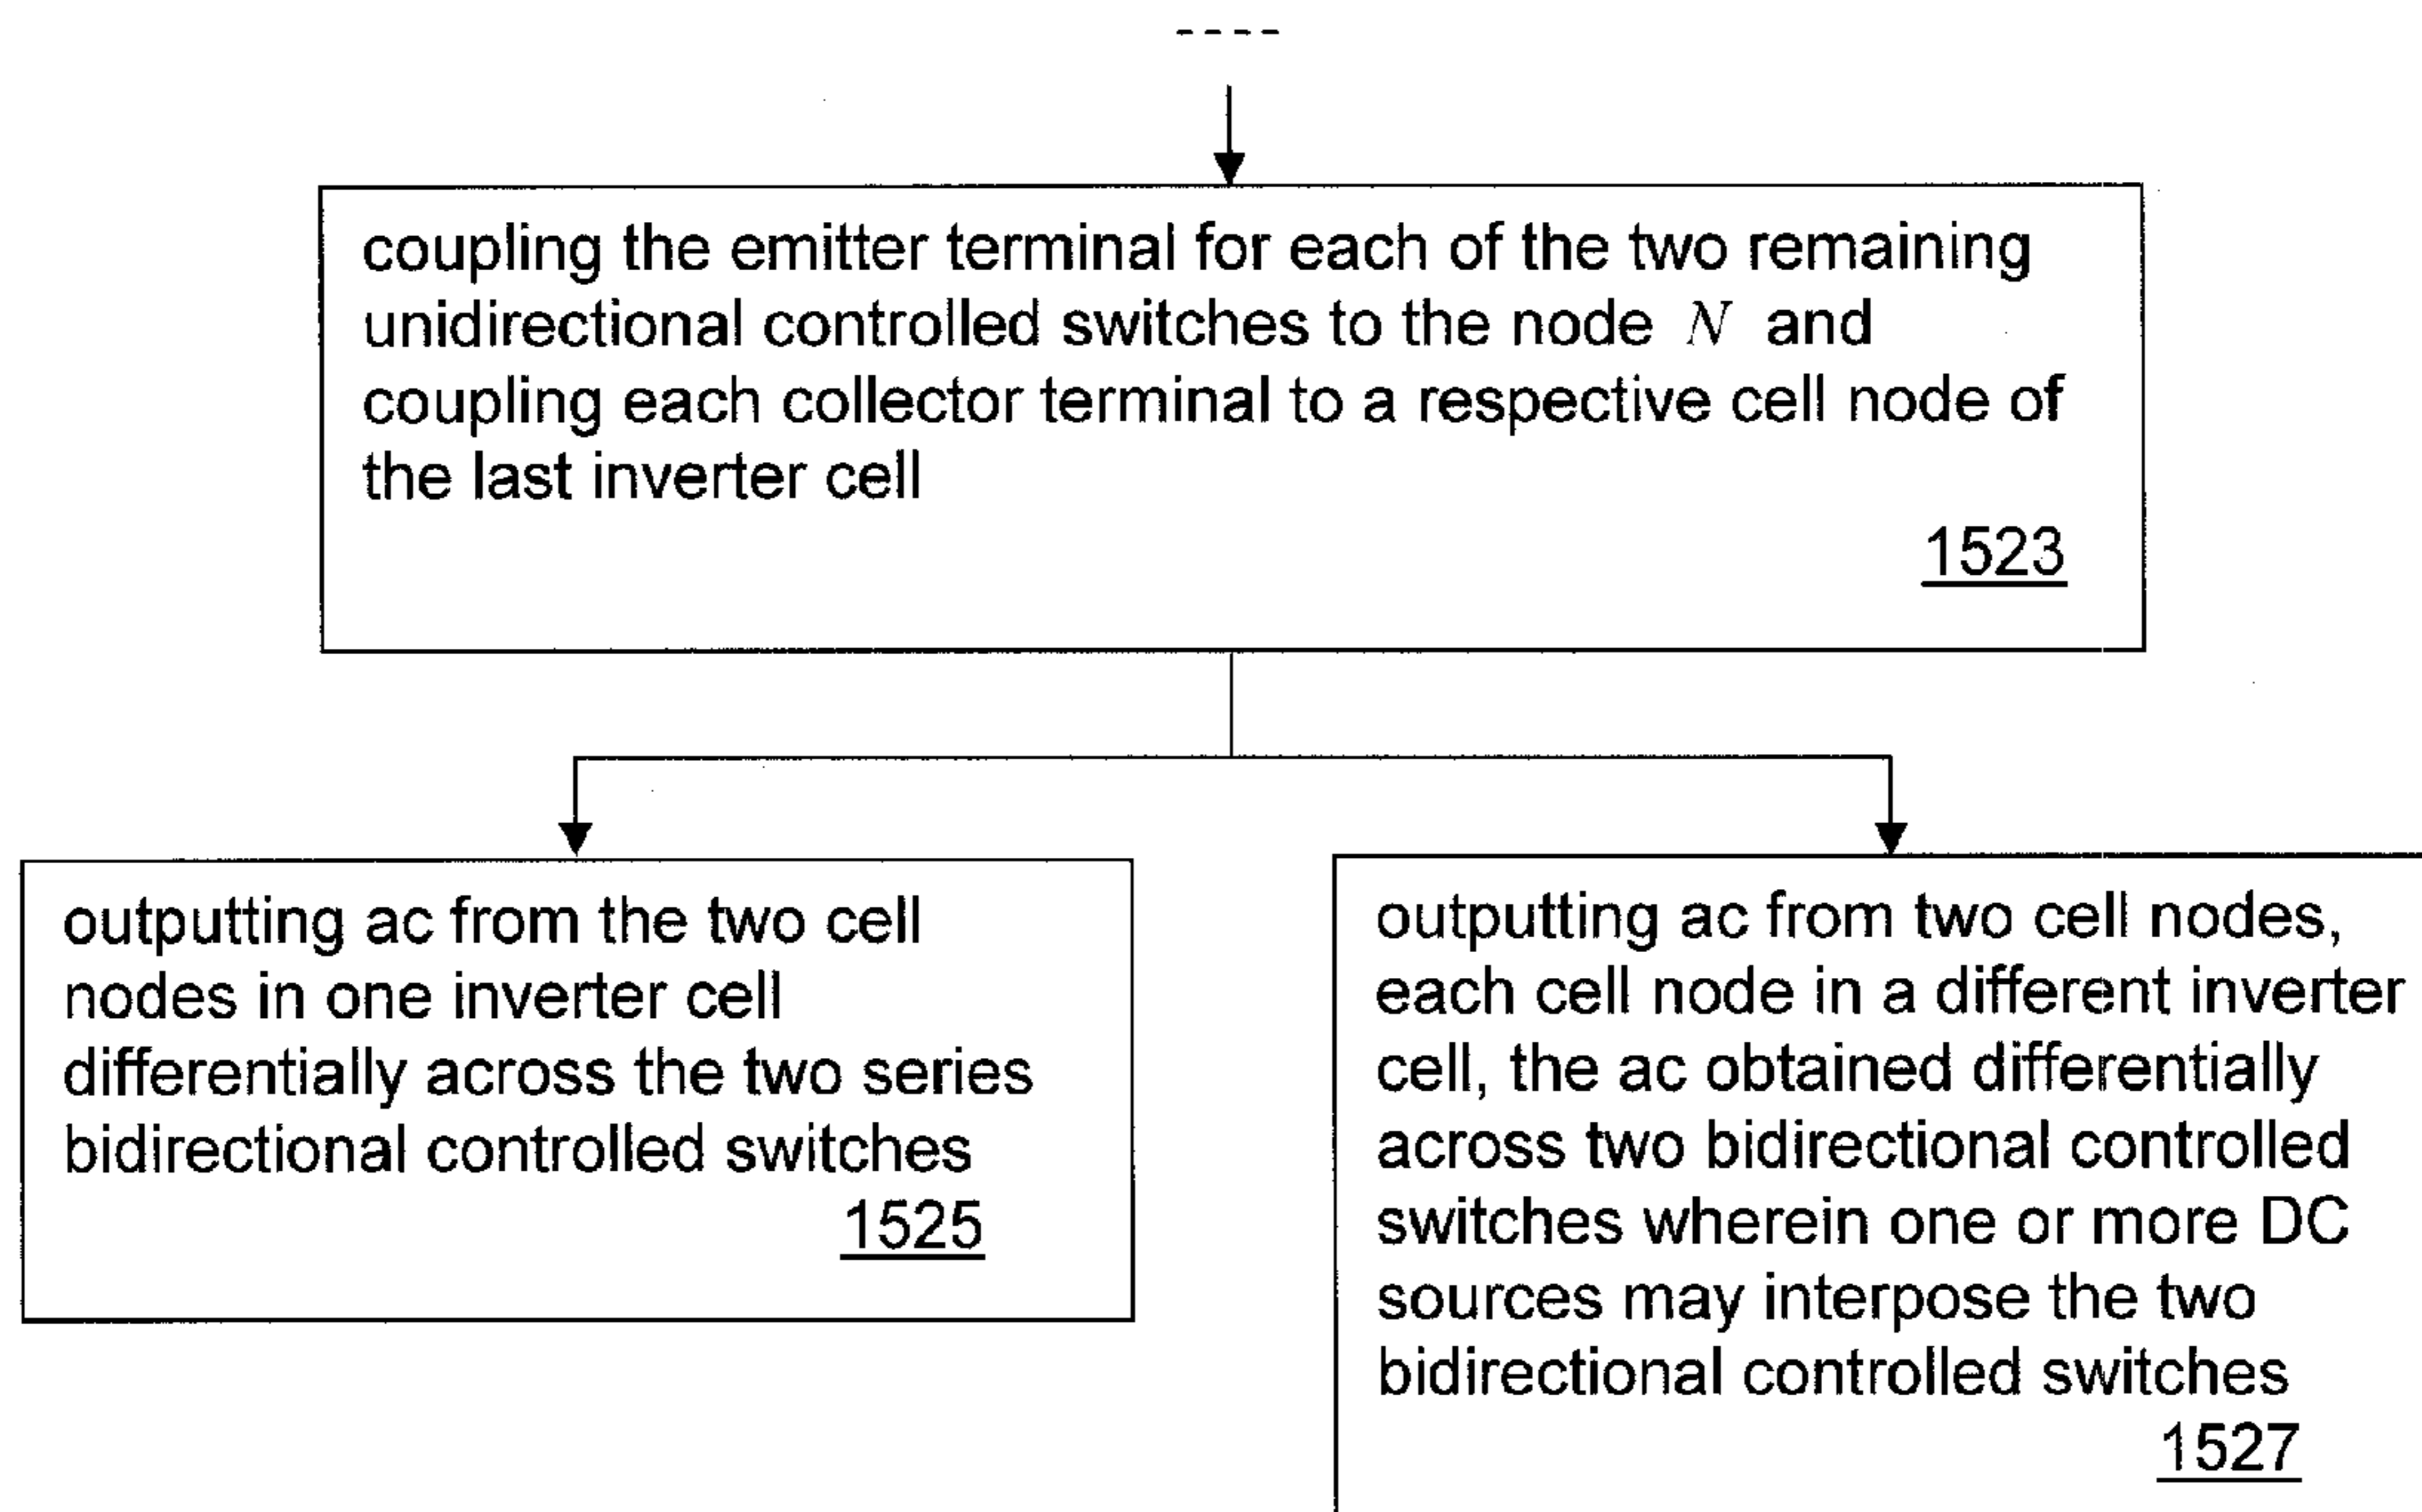 coupling the emitter terminal for each of the two remaining
unidirectional controlled switches to the node N and
coupling each collector terminal to a respective cell node of
the last inverter cell
1523
outputting ac from the two cell
nodes in one inverter cell
differentially across the two series
bidirectional controlled switches
1525
outputting ac from two cell nodes,
each cell node in a different inverter
cell, the ac obtained differentially
across two bidirectional controlled
switches wherein one or more DC
sources may interpose the two
bidirectional controlled switches
1527